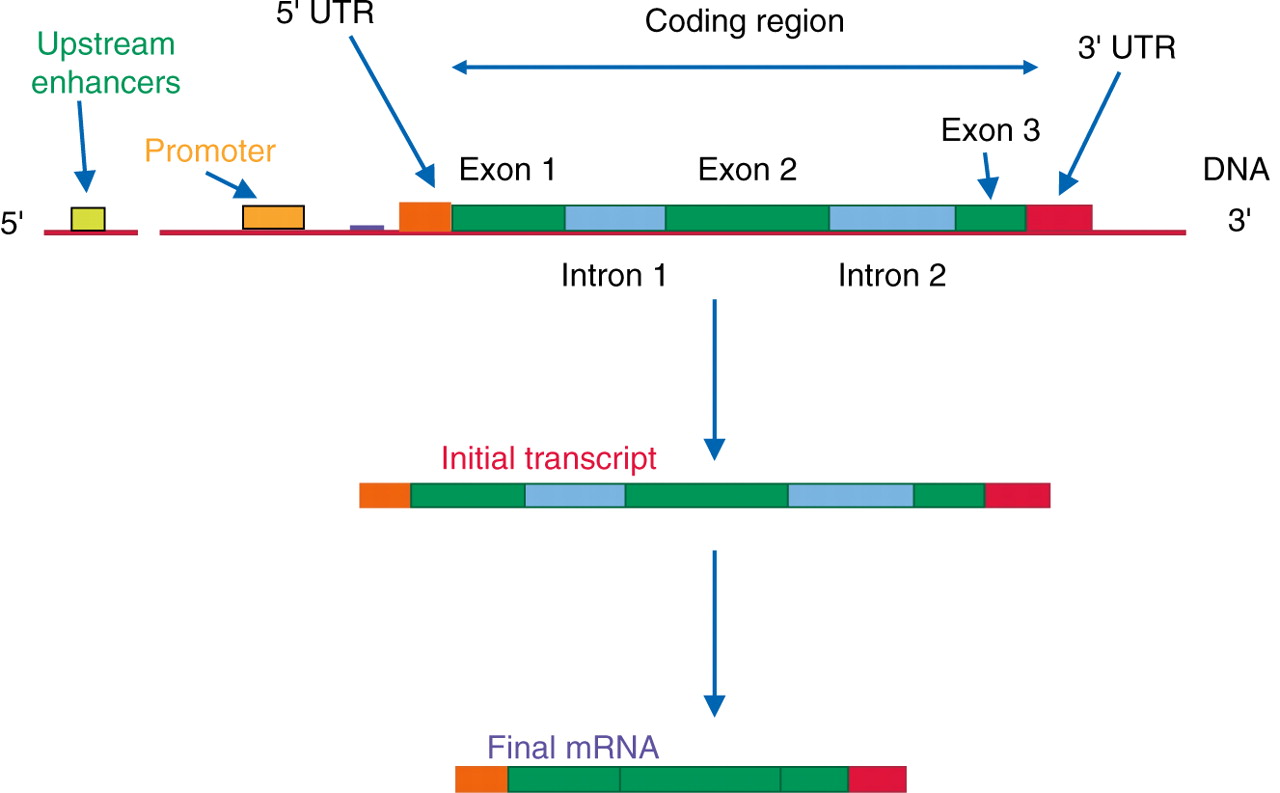 5' UTR
Coding region
Upstream
enhancers
3' UTR
Promoter
Exon 3
Exon 1
Exon 2
DNA
5'
3'
Intron 1
Intron 2
Initial transcript
Final mRNA